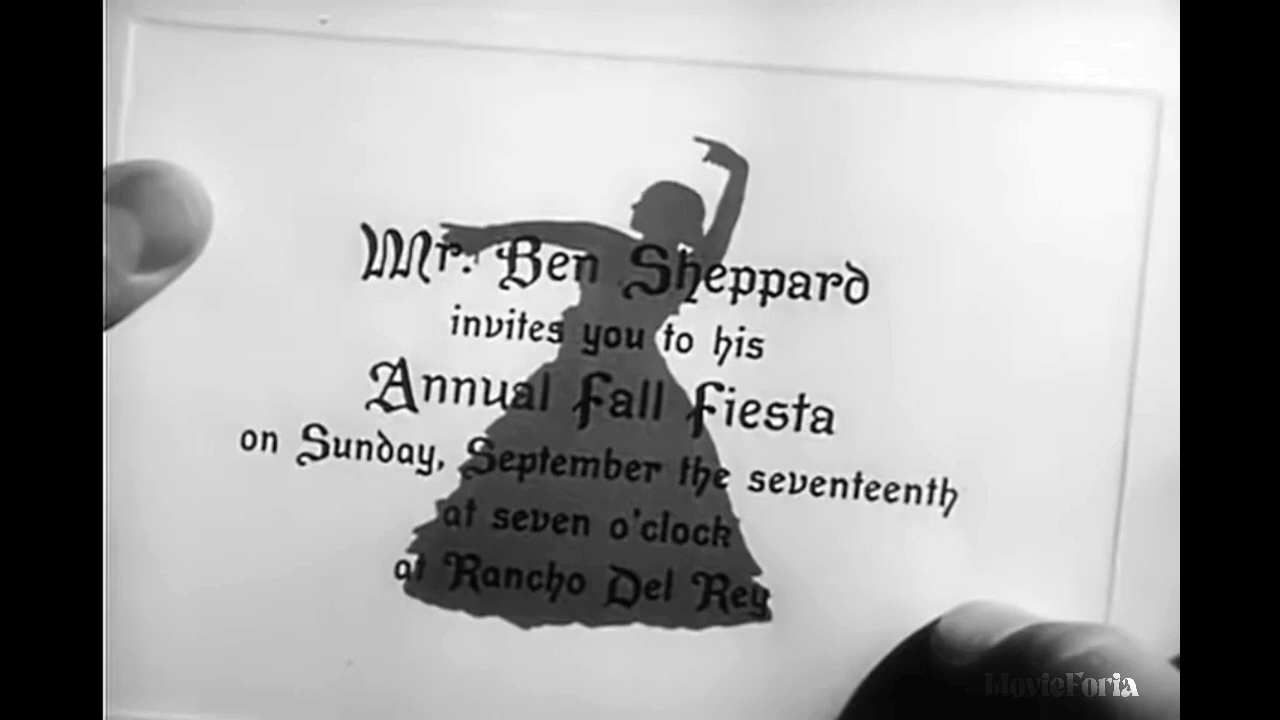 Mr. Ben Sheppard
invites you to his
Annual Fall Fiesta
on Sunday, September the seventeenth
at seven o'clock
at Rancho Del Rey
MovieForia